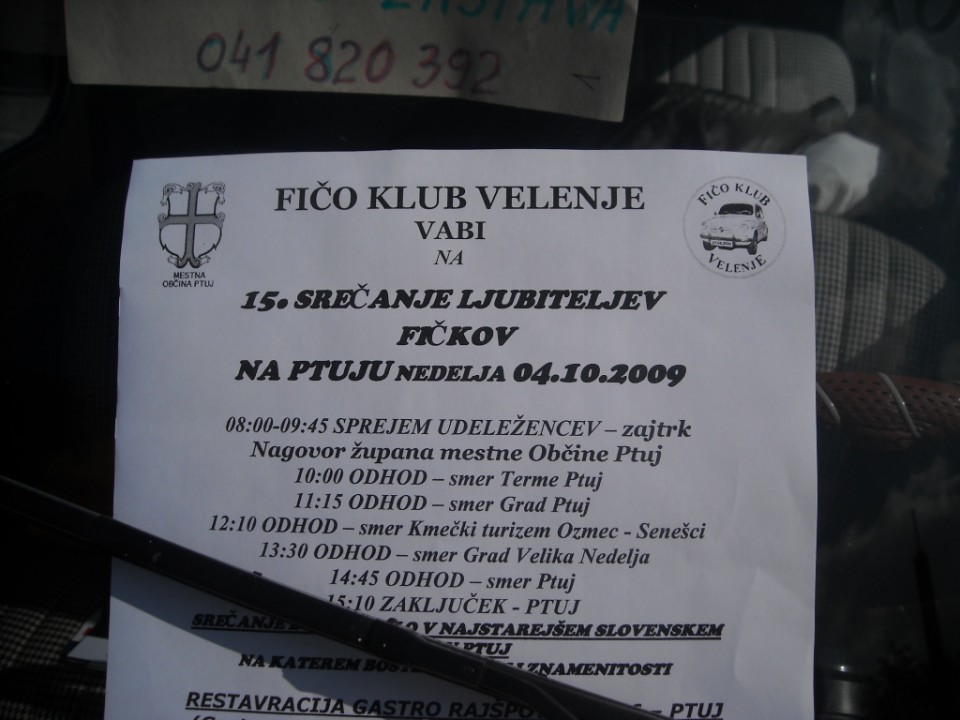 ZASTAVA
041 820 392
FIČO KLUB VELENJE
VABI
NA
MESTNA
OBČINA PTUJ
FIČO KLUB
VELENJE
15. SREČANJE LJUBITELJEV
FIČKOV
NA PTUJU NEDELJA 04.10.2009
08:00-09:45 SPREJEM UDELEŽENCEV – zajtrk
Nagovor župana mestne Občine Ptuj
10:00 ODHOD – smer Terme Ptuj
11:15 ODHOD – smer Grad Ptuj
12:10 ODHOD – smer Kmečki turizem Ozmec - Senešci
13:30 ODHOD – smer Grad Velika Nedelja
14:45 ODHOD – smer Ptuj
15:10 ZAKLJUČEK - PTUJ
SREČANJE V NAJSTAREJŠEM SLOVENSKEM
PTUJ
NA KATEREM ZNAMENITOSTI
RESTAVRACIJA GASTRO – PTUJ